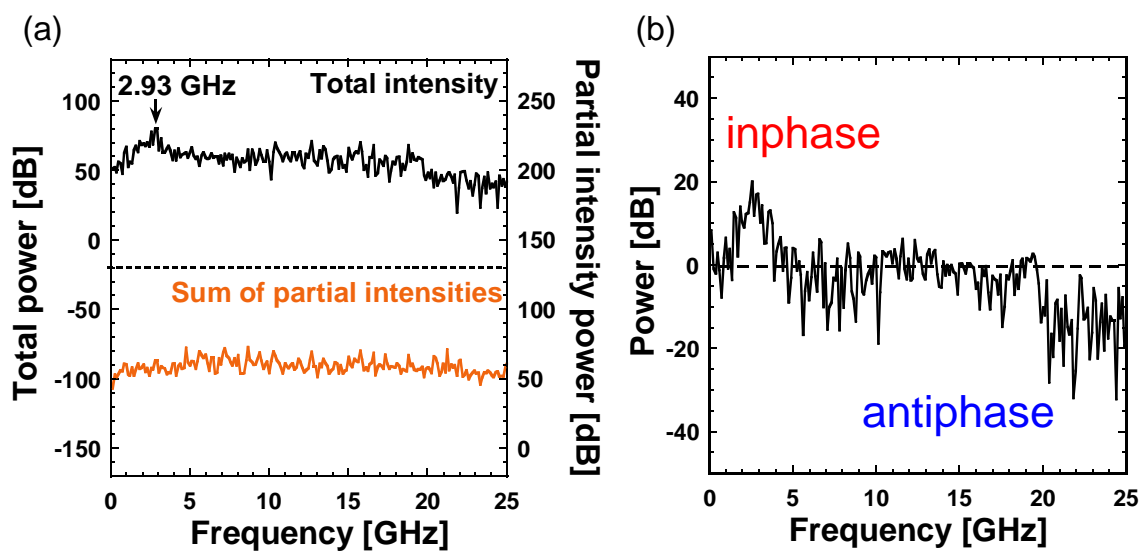 (a)
2.93 GHz
Total intensity
Sum of partial intensities
Total power [dB]
100
50
0
-50
-100
-150
Partial intensity power [dB]
250
200
150
100
50
0
0
5
10
15
20
25
Frequency [GHz]
(b)
inphase
antiphase
Power [dB]
40
20
0
-20
-40
0
5
10
15
20
25
Frequency [GHz]